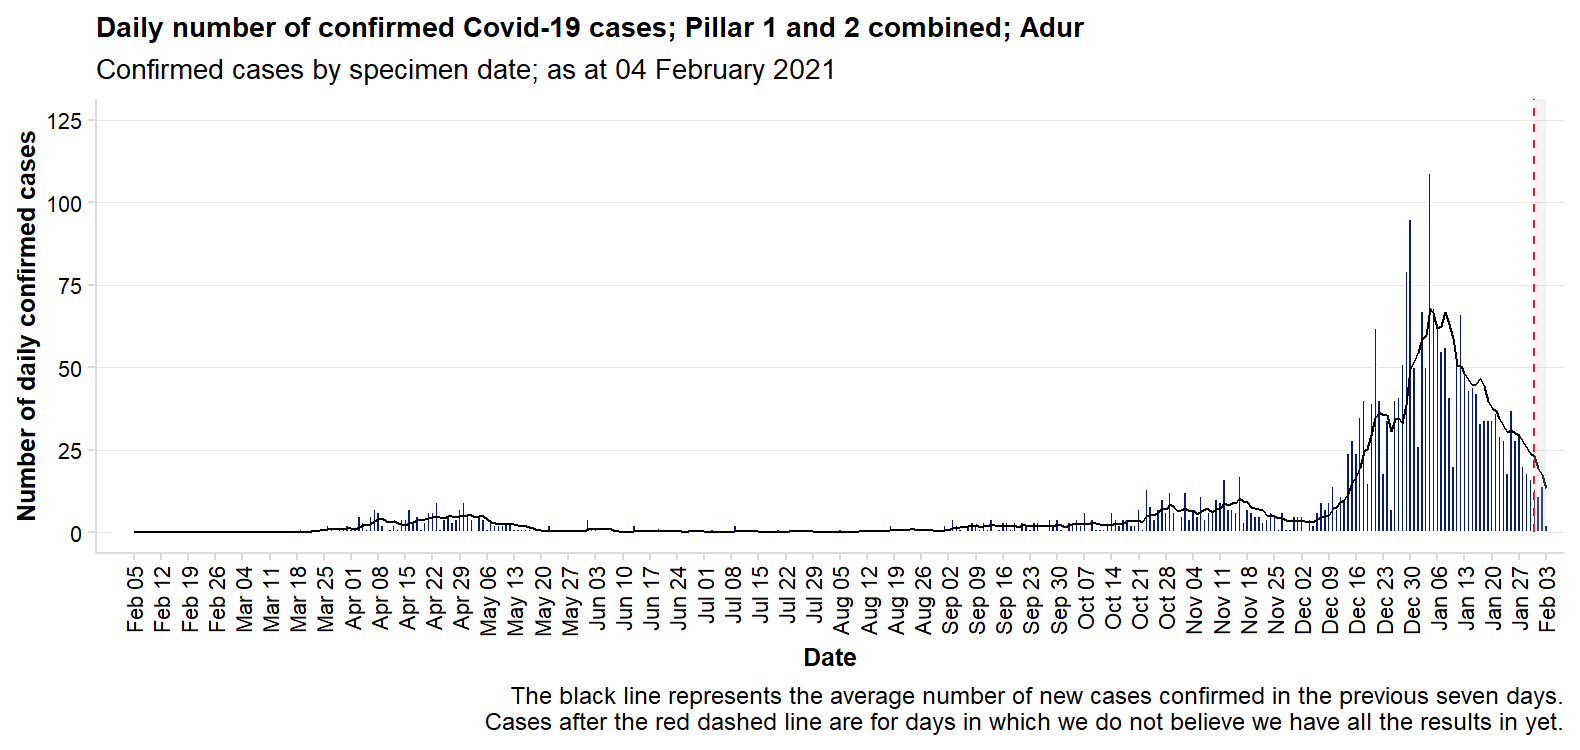 Daily number of confirmed Covid-19 cases; Pillar 1 and 2 combined; Adur
Confirmed cases by specimen date; as at 04 February 2021
Number of daily confirmed cases
125
100
75
50
25
0
Feb 05
Feb 12
Feb 19
Feb 26
Mar 04
Mar 11
Mar 18
Mar 25
Apr 01
Apr 08
Apr 15
Apr 22
Apr 29
May 06
May 13
May 20
May 27
Jun 03
Jun 10
Jun 17
Jun 24
Jul 01
Jul 08
Jul 15
Jul 22
Jul 29
Aug 05
Aug 12
Aug 19
Aug 26
Sep 02
Sep 09
Sep 16
Sep 23
Sep 30
Oct 07
Oct 14
Oct 21
Oct 28
Nov 04
Nov 11
Nov 18
Nov 25
Dec 02
Dec 09
Dec 16
Dec 23
Dec 30
Jan 06
Jan 13
Jan 20
Jan 27
Feb 03
Date
The black line represents the average number of new cases confirmed in the previous seven days.
Cases after the red dashed line are for days in which we do not believe we have all the results in yet.